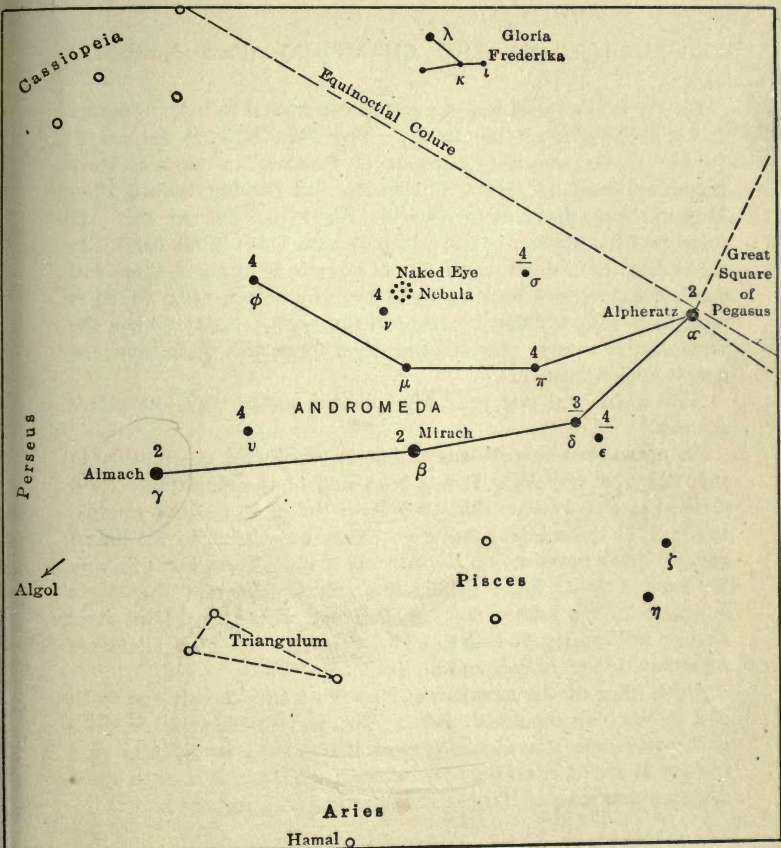 Cassiopeia
λ
Gloria
Frederika
κ ι
Equinoctial Colure
4
φ
4
ν
Naked Eye
Nebula
4
σ
Great
Square
of
Pegasus
2
Alpheratz
α
μ
4
π
ANDROMEDA
4
υ
2 Mirach
β
3
δ
4
ϵ
Perseus
2
Almach
γ
Algol
Pisces
ζ
η
Triangulum
Aries
Hamal